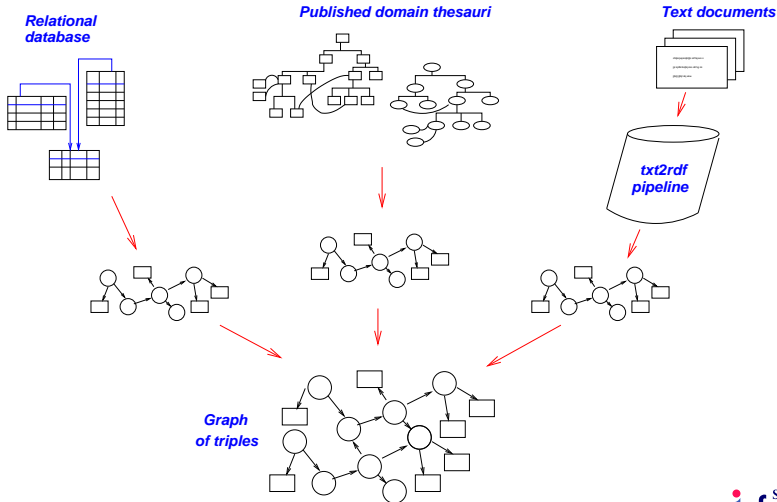 Relational
database
Published domain thesauri
Text documents
txt2rdf
pipeline
Graph
of triples